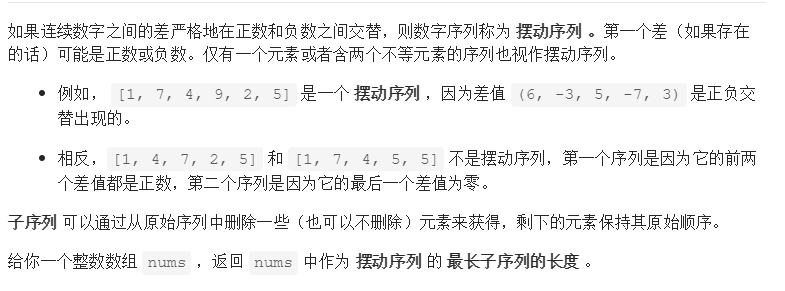 如果连续数字之间的差严格地在正数和负数之间交替，则数字序列称为 摆动序列 。第一个差（如果存在
的话）可能是正数或负数。仅有一个元素或者含两个不等元素的序列也视作摆动序列。
• 例如， [1, 7, 4, 9, 2, 5] 是一个 摆动序列 ，因为差值 (6, -3, 5, -7, 3) 是正负交
替出现的。
• 相反，[1, 4, 7, 2, 5] 和 [1, 7, 4, 5, 5] 不是摆动序列，第一个序列是因为它的前两
个差值都是正数，第二个序列是因为它的最后一个差值为零。
子序列 可以通过从原始序列中删除一些（也可以不删除）元素来获得，剩下的元素保持其原始顺序。
给你一个整数数组 nums ，返回 nums 中作为 摆动序列 的 最长子序列的长度 。